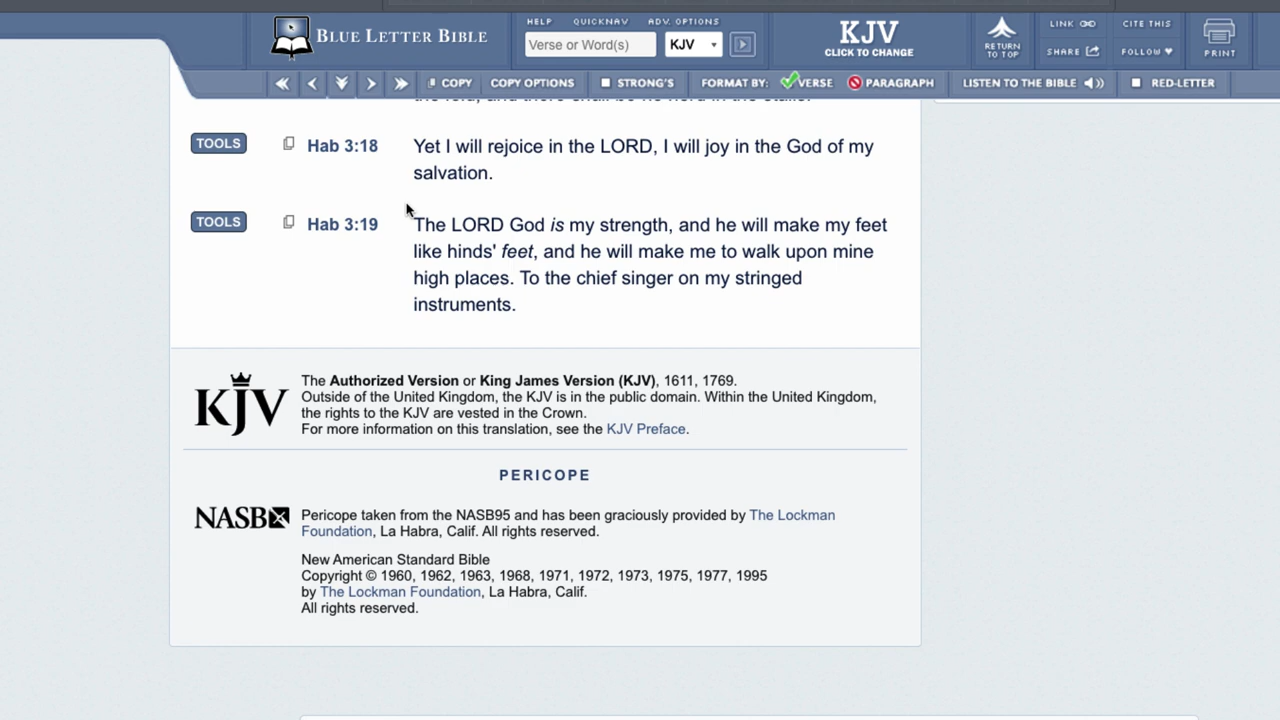 HELP QUICKNAV ADV. OPTIONS
BLUE LETTER BIBLE
Verse or Word(s) KJV
KJV
CLICK TO CHANGE
RETURN
TO TOP
LINK CITE THIS
SHARE FOLLOW
PRINT
COPY COPY OPTIONS STRONG'S FORMAT BY: VERSE PARAGRAPH LISTEN TO THE BIBLE RED-LETTER
TOOLS Hab 3:18 Yet I will rejoice in the LORD, I will joy in the God of my
salvation.
TOOLS Hab 3:19 The LORD God is my strength, and he will make my feet
like hinds' feet, and he will make me to walk upon mine
high places. To the chief singer on my stringed
instruments.
KJV
The Authorized Version or King James Version (KJV), 1611, 1769.
Outside of the United Kingdom, the KJV is in the public domain. Within the United Kingdom,
the rights to the KJV are vested in the Crown.
For more information on this translation, see the KJV Preface.
PERICOPE
NASB
Pericope taken from the NASB95 and has been graciously provided by The Lockman
Foundation, La Habra, Calif. All rights reserved.
New American Standard Bible
Copyright © 1960, 1962, 1963, 1968, 1971, 1972, 1973, 1975, 1977, 1995
by The Lockman Foundation, La Habra, Calif.
All rights reserved.